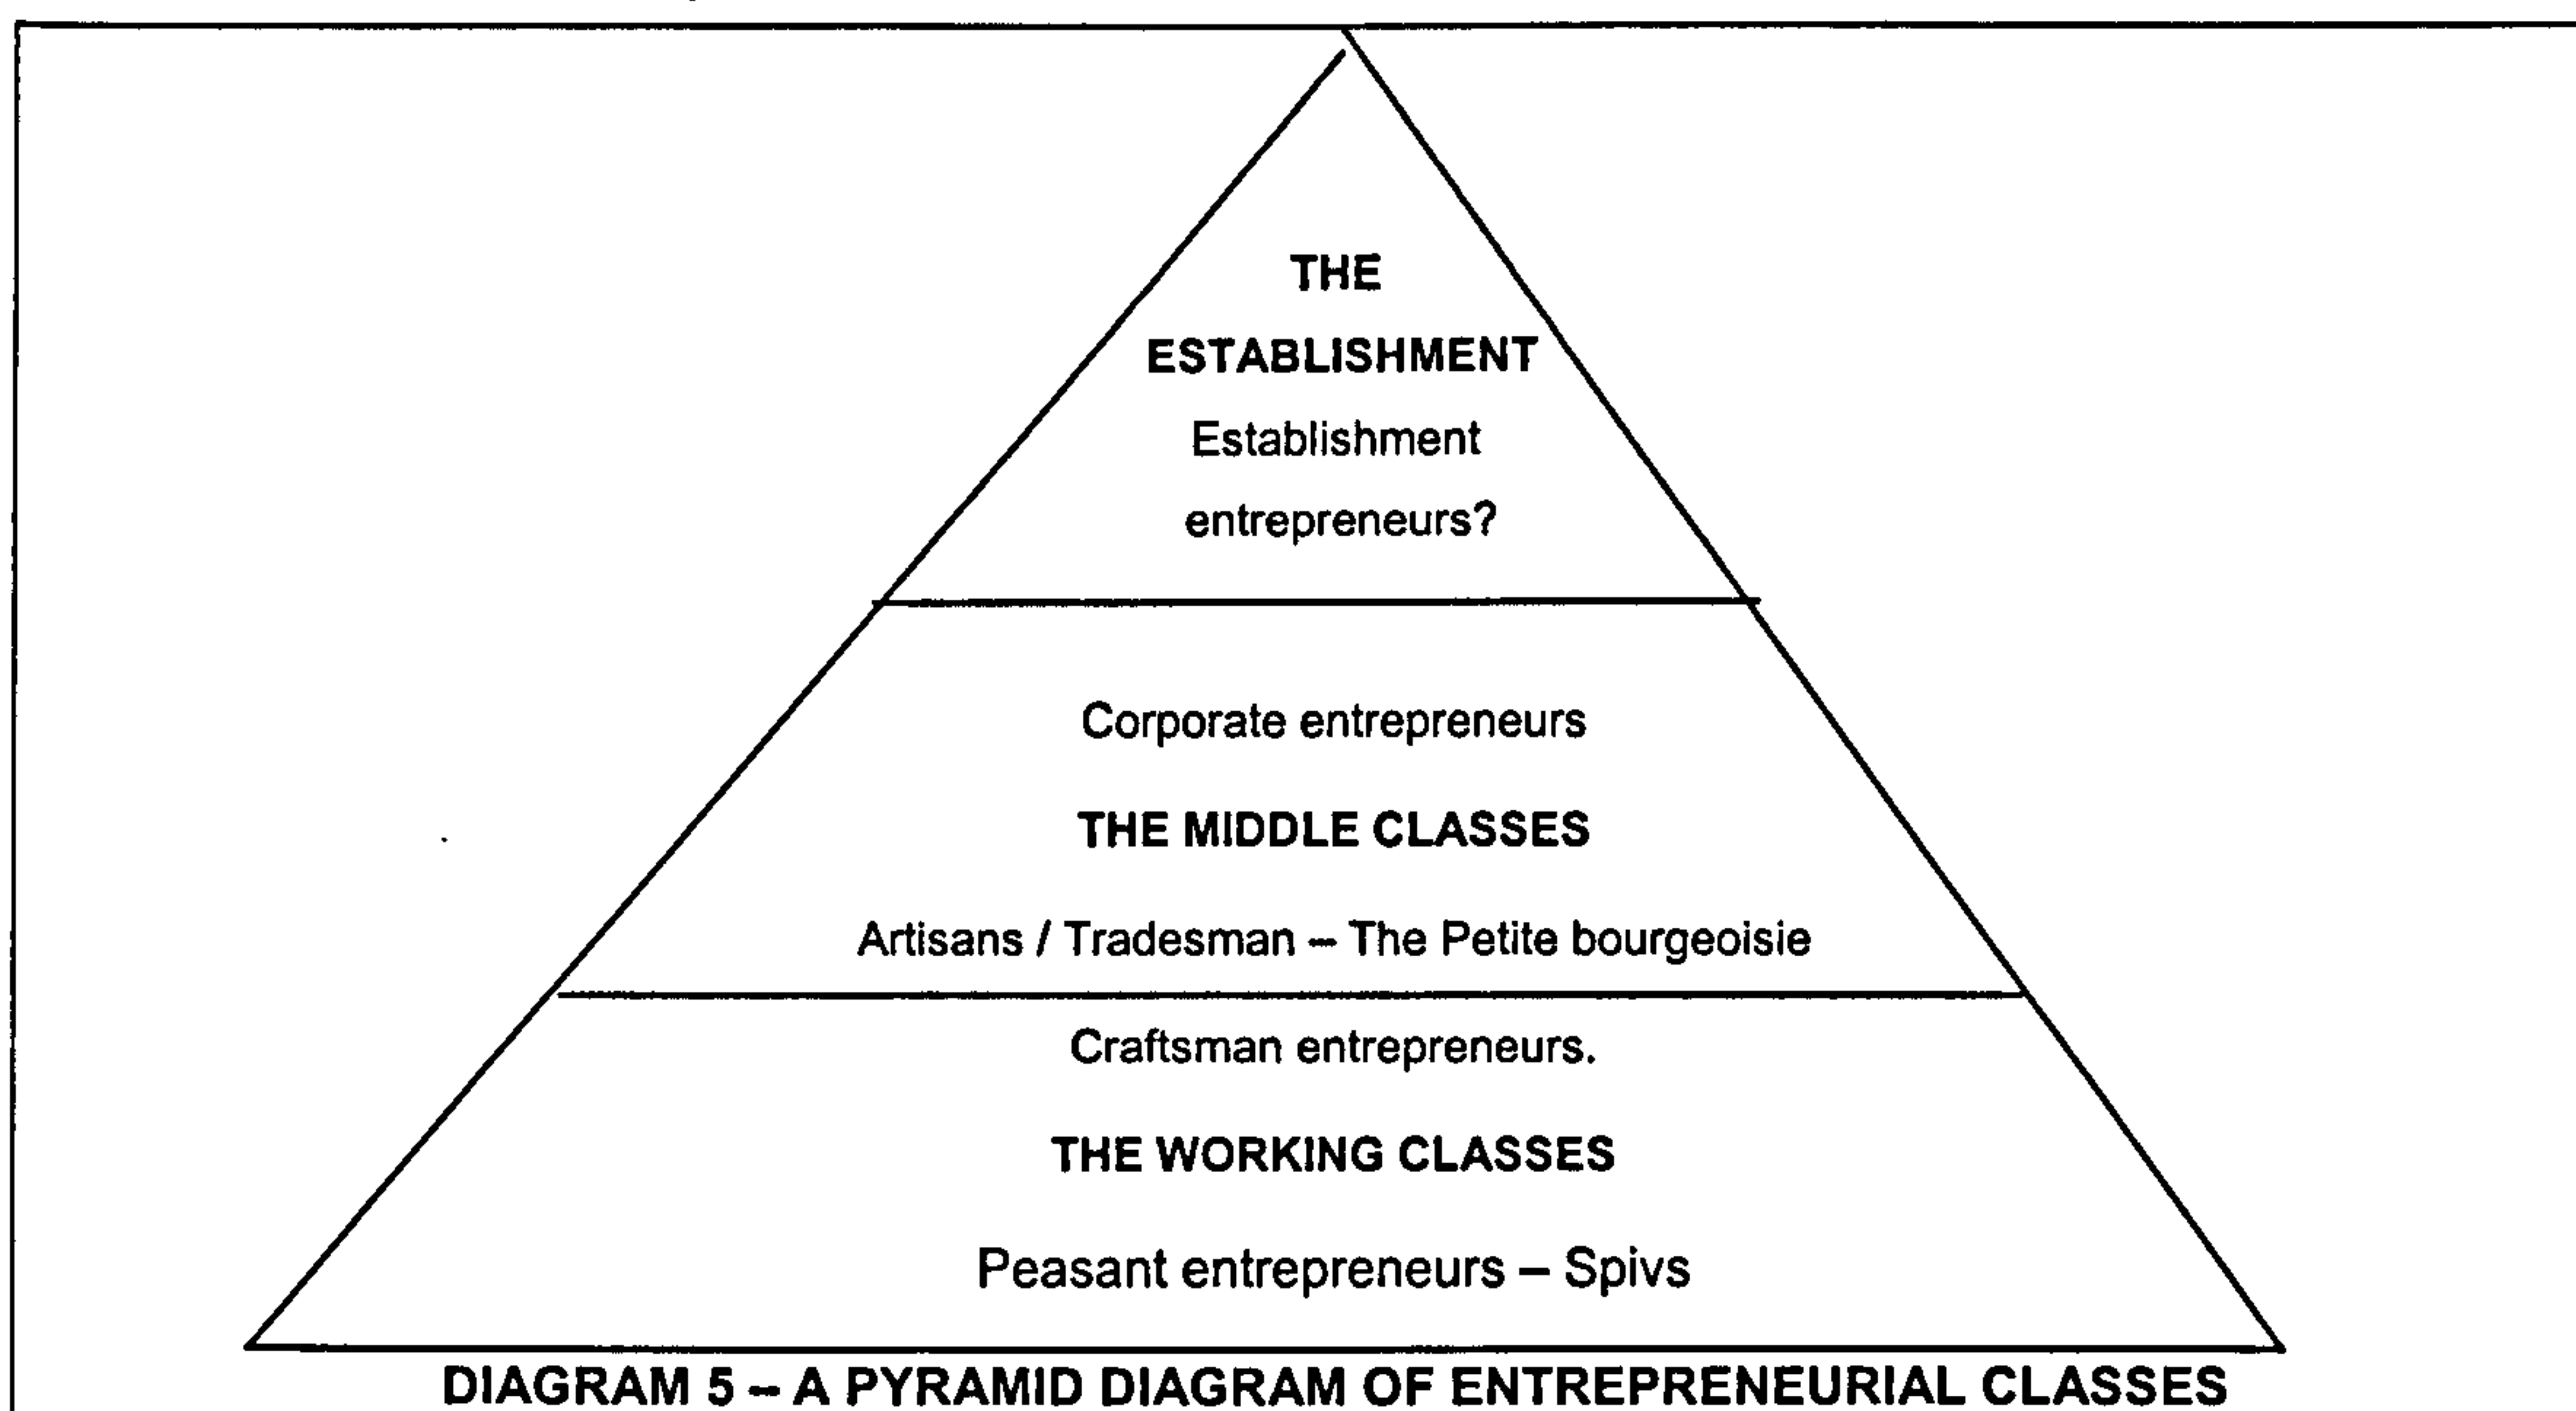 THE
ESTABLISHMENT
Establishment
entrepreneurs?
Corporate entrepreneurs
THE MIDDLE CLASSES
Artisans / Tradesman – The Petite bourgeoisie
Craftsman entrepreneurs.
THE WORKING CLASSES
Peasant entrepreneurs – Spivs
DIAGRAM 5 – A PYRAMID DIAGRAM OF ENTREPRENEURIAL CLASSES